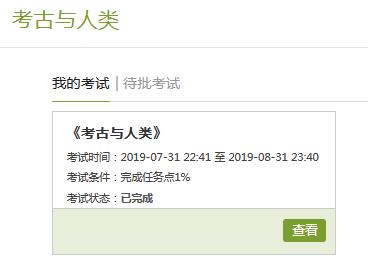 考古与人类
我的考试 | 待批考试
《考古与人类》
考试时间：2019-07-31 22:41 至 2019-08-31 23:40
考试条件：完成任务点1%
考试状态：已完成
查看